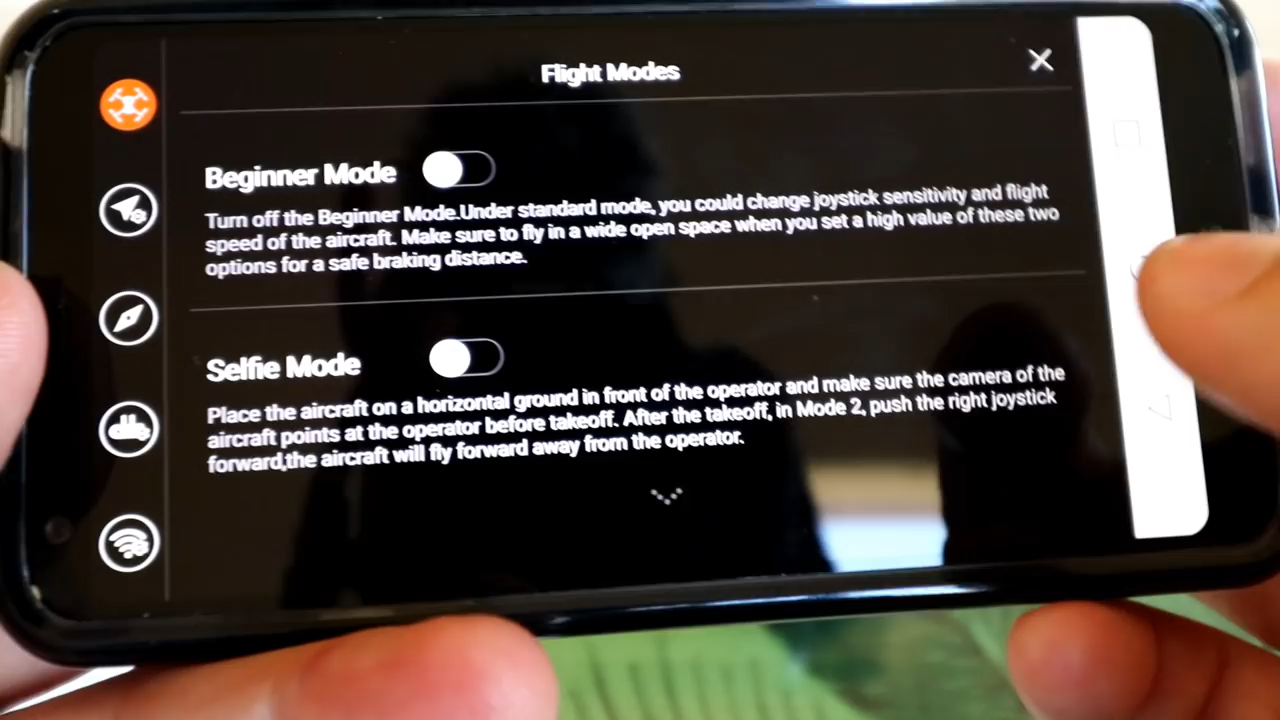 Flight Modes
Beginner Mode
Turn off the Beginner Mode.Under standard mode, you could change joystick sensitivity and flight
speed of the aircraft. Make sure to fly in a wide open space when you set a high value of these two
options for a safe braking distance.
Selfie Mode
Place the aircraft on a horizontal ground in front of the operator and make sure the camera of the
aircraft points at the operator before takeoff. After the takeoff, in Mode 2, push the right joystick
forward,the aircraft will fly forward away from the operator.